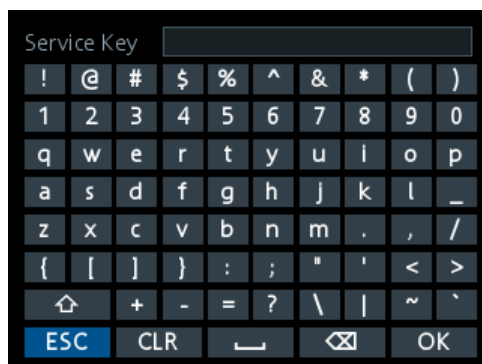 Service Key
! @ # $ % ^ & * ( )
1 2 3 4 5 6 7 8 9 0
q w e r t y u i o p
a s d f g h j k l _
z x c v b n m . , /
{ [ ] } : ; " ' < >
+ - = ? \ | ~ `
ESC CLR OK